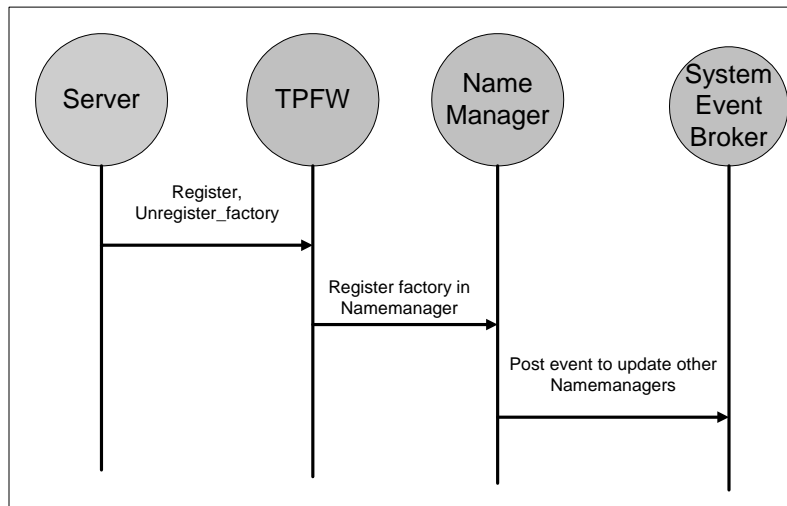 Server
TPFW
Name
Manager
System
Event
Broker
Register,
Unregister_factory
Register factory in
Namemanager
Post event to update other
Namemanagers